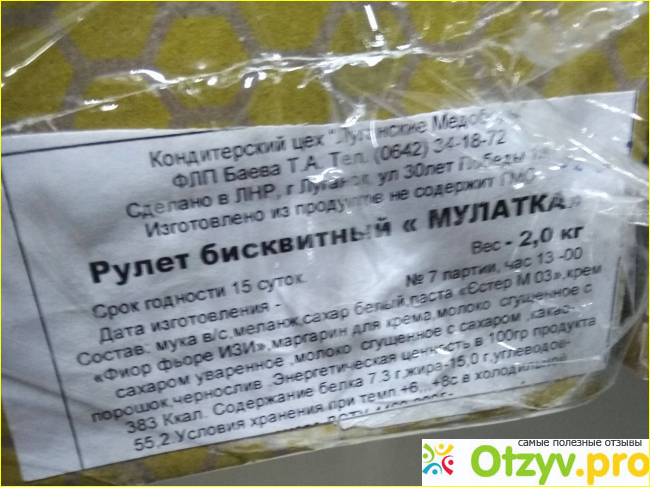 Кондитерский цех "Луганские
ФЛП Баева Т.А. Тел. (0642) 34-18-72
Сделано в ЛНР, г.Луганск, ул 30лет Победы
Изготовлено из продуктов не содержит ГМО
Рулет бисквитный « МУЛАТКА»
Вес - 2,0 кг
Срок годности 15 суток.
№ 7 партии, час 13 -00
Дата изготовления -
Состав: мука в/с,меланж,сахар белый,паста «Єстер М 03»,крем
«Фиор фьоре ИЗИ»,маргарин для крема,молоко сгущенное с
сахаром уваренное ,молоко сгущенное с сахаром ,какао-
порошок,чернослив .Энергетическая ценность в 100гр продукта
383 Ккал. Содержание белка 7.3 г,жира-15,0 г,углеводов-
55,2.Условия хранения при темп.+6...+8с в холодильной
самые полезные отзывы
Otzyv.pro